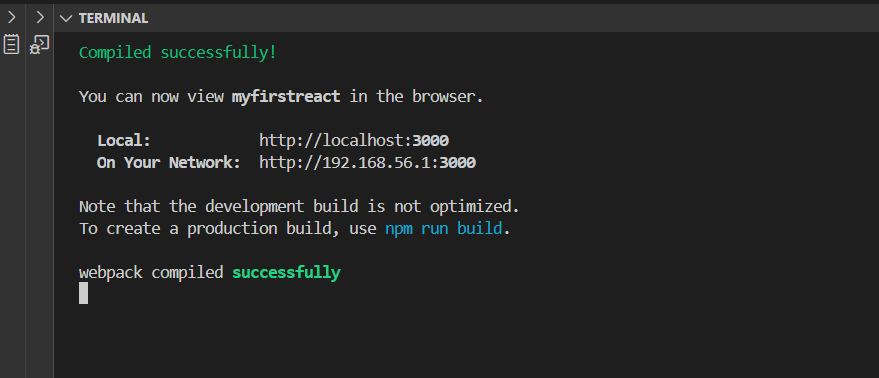 TERMINAL
Compiled successfully!
You can now view myfirstreact in the browser.
Local: http://localhost:3000
On Your Network: http://192.168.56.1:3000
Note that the development build is not optimized.
To create a production build, use npm run build.
webpack compiled successfully